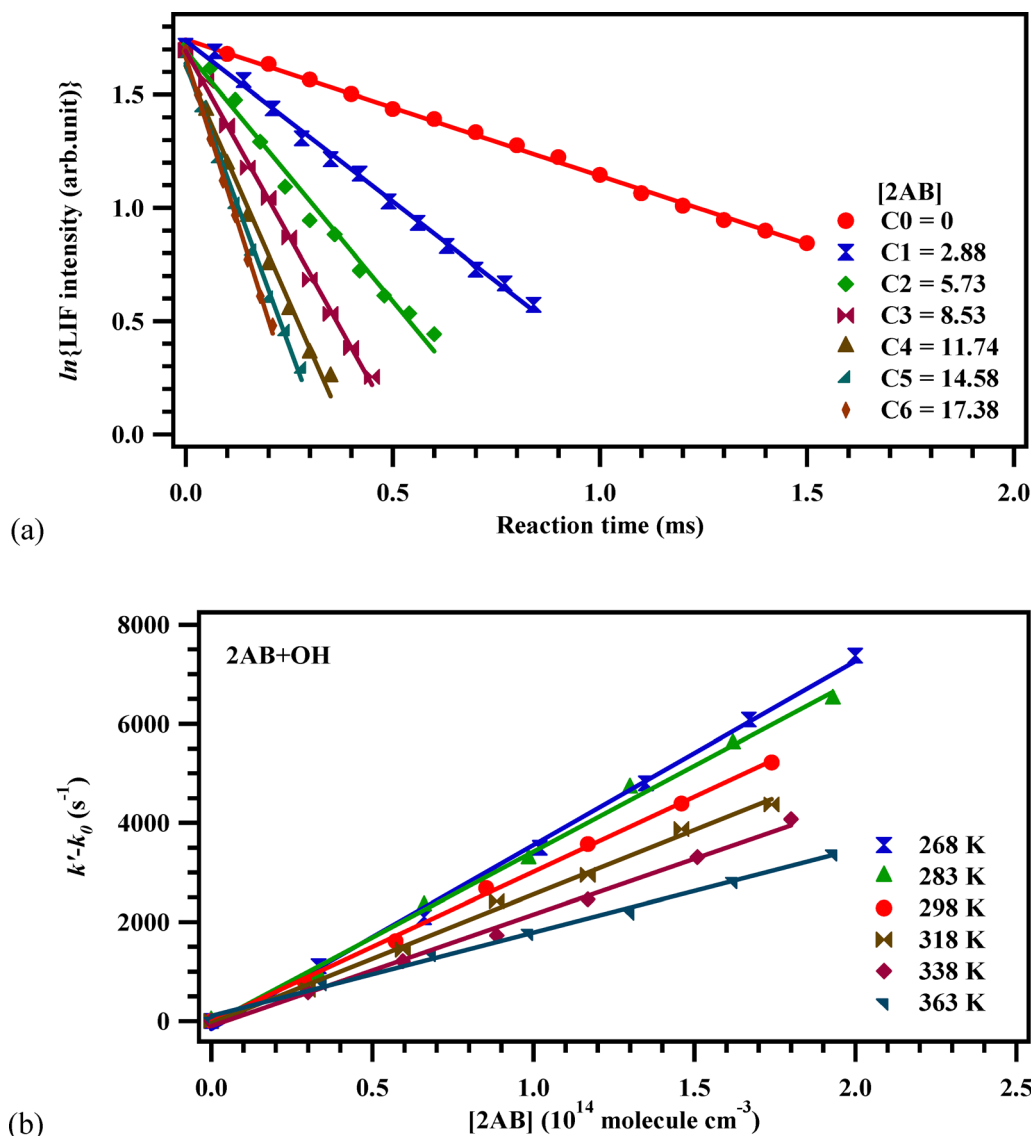 1.5
1.0
0.5
0.0
ln{LIF intensity (arb.unit)}
[2AB]
C0 = 0
C1 = 2.88
C2 = 5.73
C3 = 8.53
C4 = 11.74
C5 = 14.58
C6 = 17.38
0.0 0.5 1.0 1.5 2.0
Reaction time (ms)
(a)
8000
6000
4000
2000
0
k'-k0 (s-1)
2AB+OH
268 K
283 K
298 K
318 K
338 K
363 K
0.0 0.5 1.0 1.5 2.0 2.5
[2AB] (10^14 molecule cm^-3)
(b)